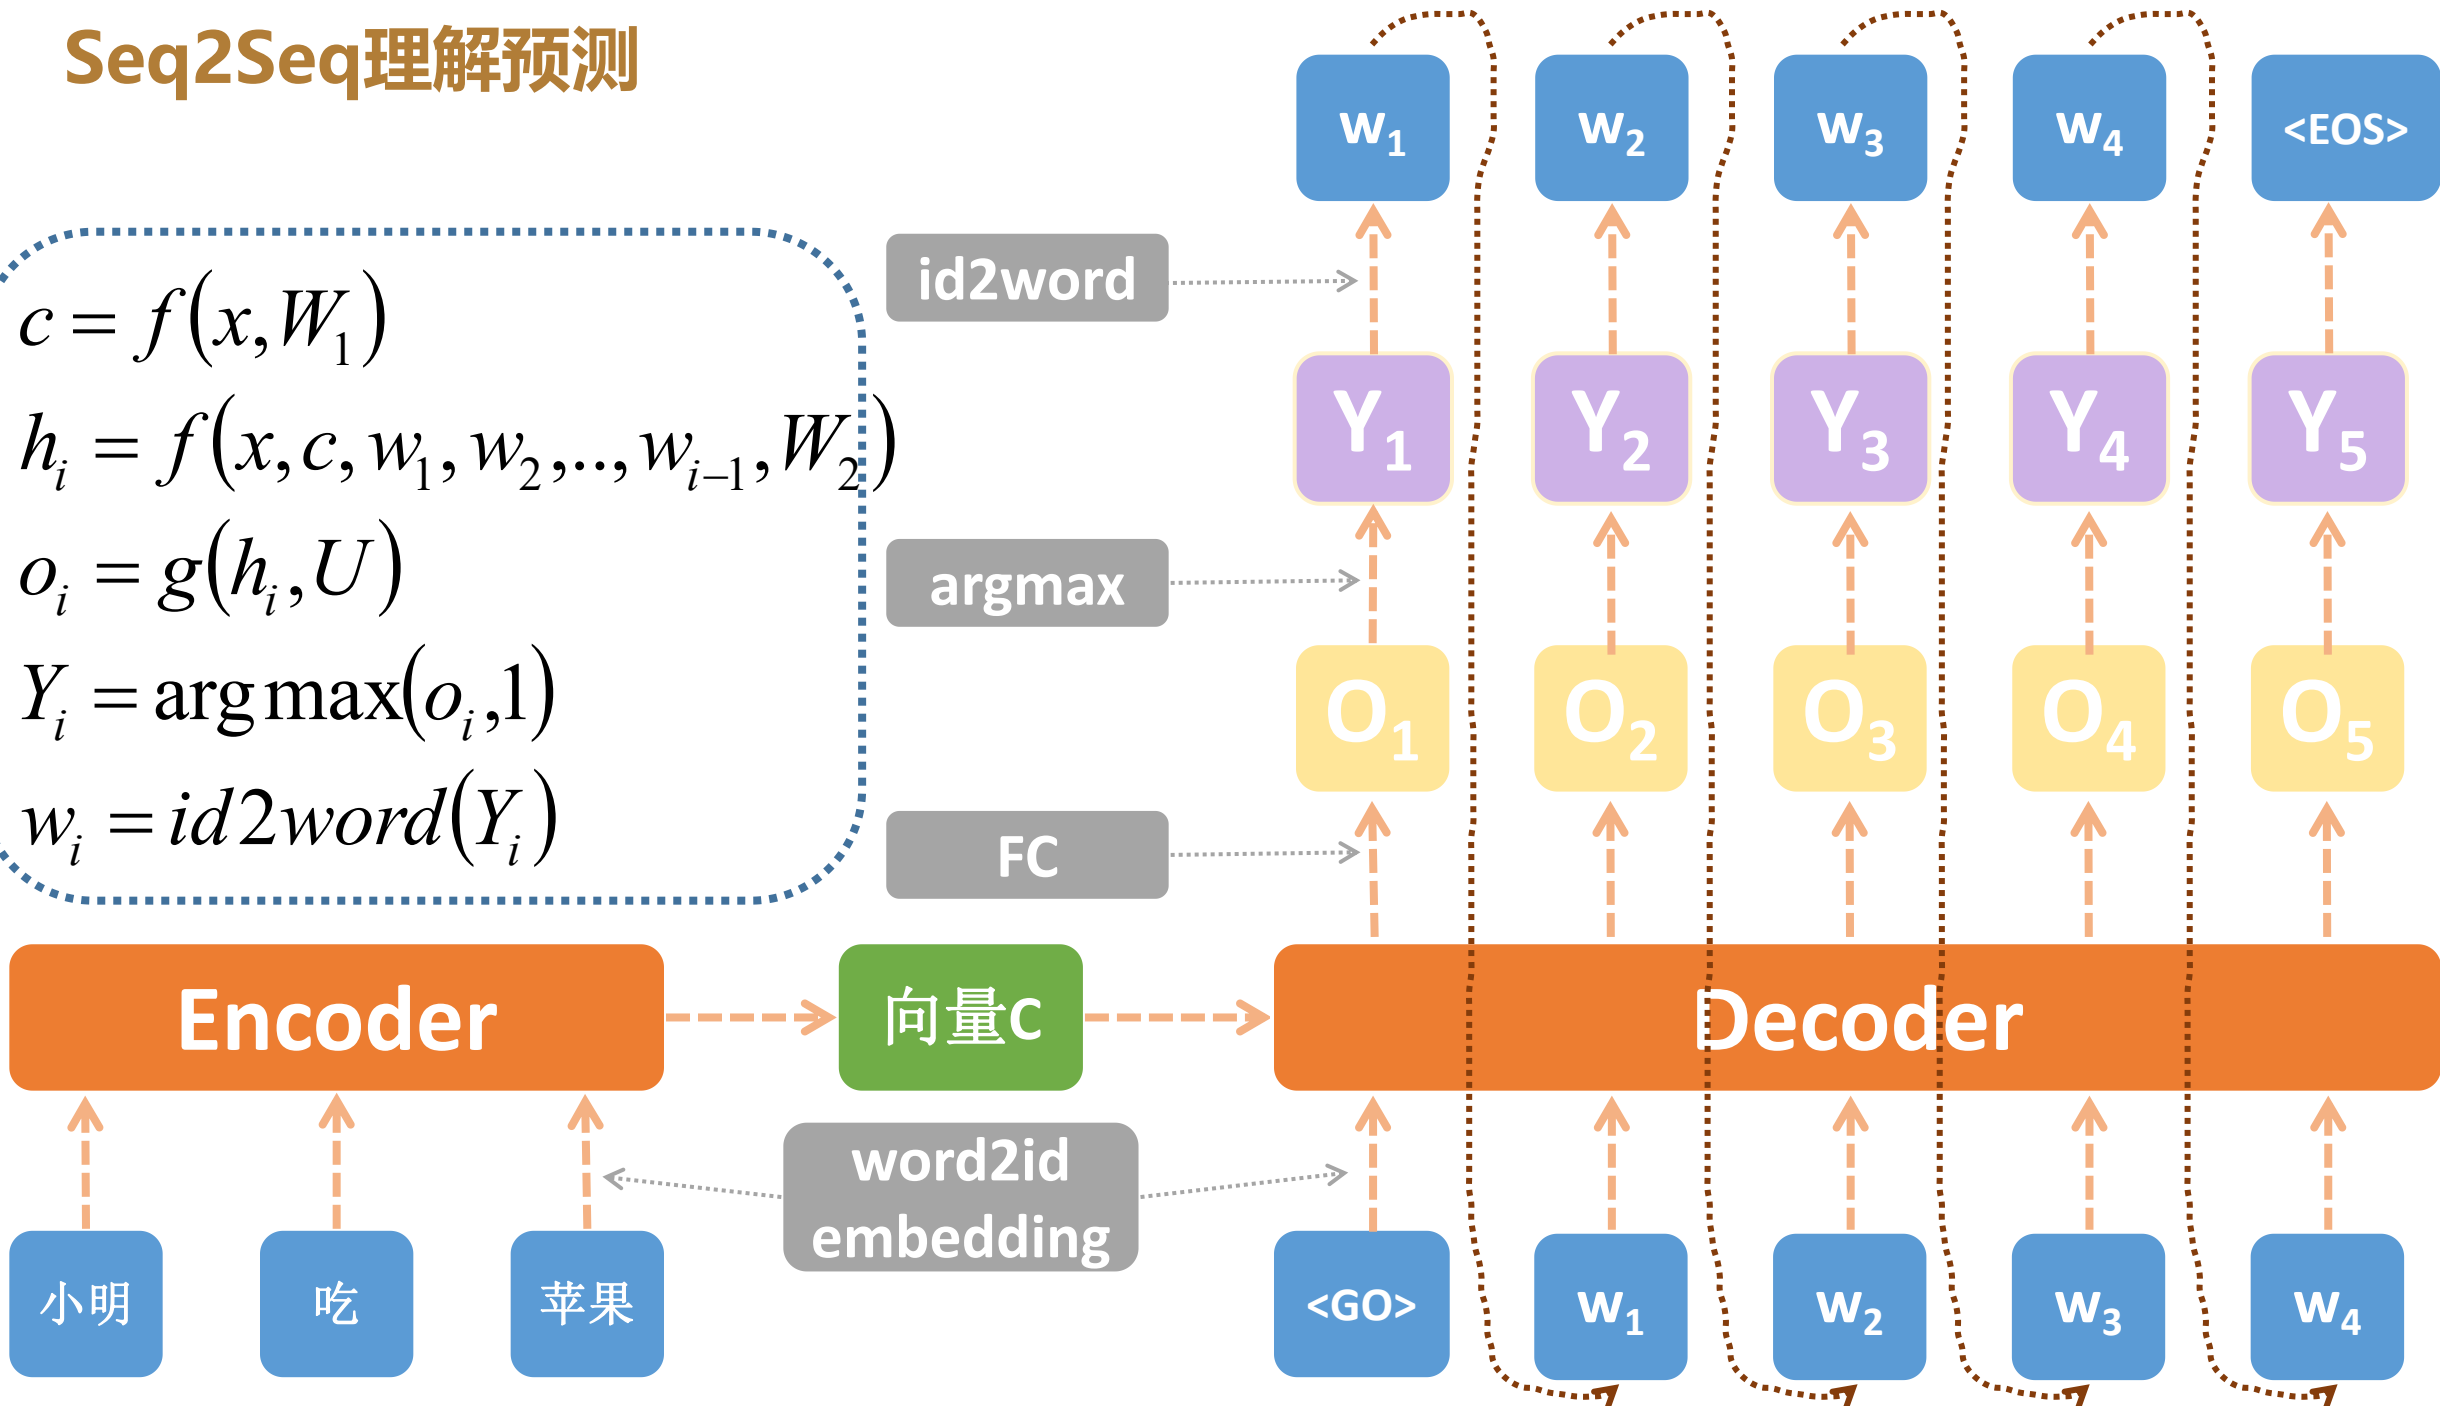 Seq2Seq理解预测
c = f(x, W₁)
hᵢ = f(x, c, w₁, w₂,.., wᵢ₋₁, W₂)
oᵢ = g(hᵢ, U)
Yᵢ = arg max(oᵢ,1)
wᵢ = id2word(Yᵢ)
w₁ w₂ w₃ w₄ <EOS>
id2word
Y₁ Y₂ Y₃ Y₄ Y₅
argmax
O₁ O₂ O₃ O₄ O₅
FC
Encoder 向量C Decoder
word2id
embedding
小明 吃 苹果 <GO> w₁ w₂ w₃ w₄